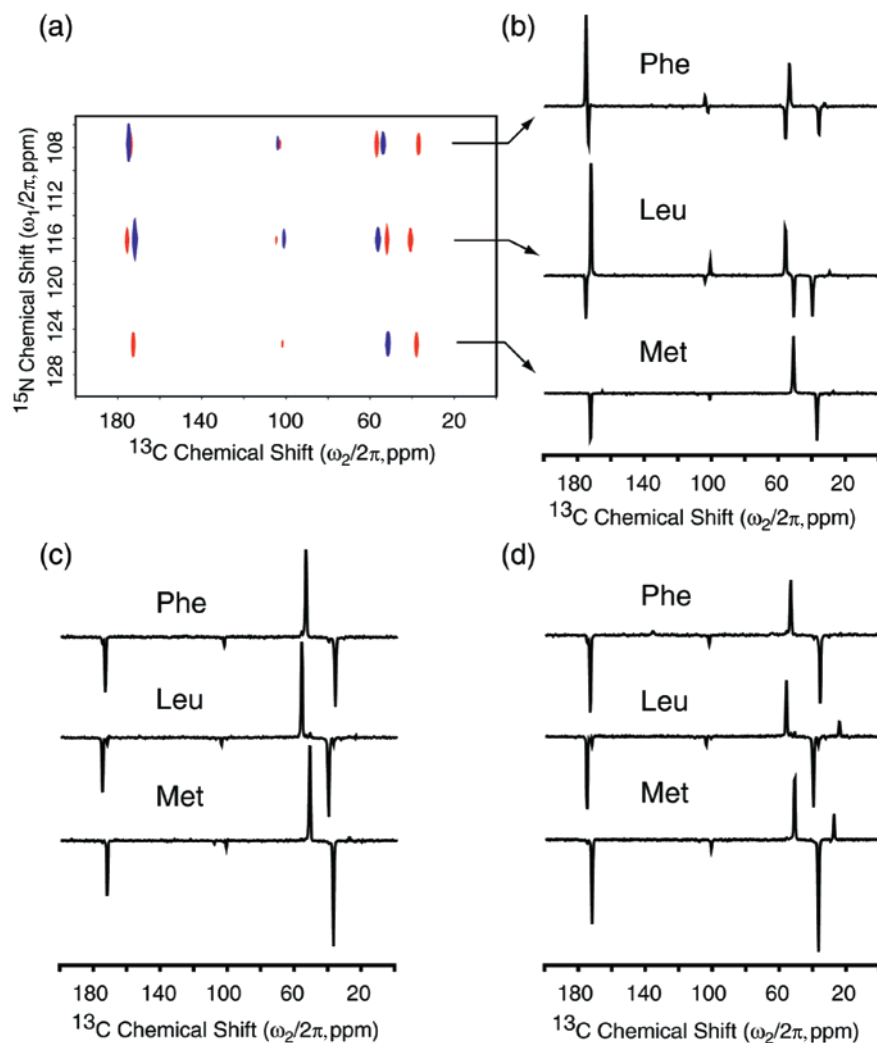 (a)
108
112
116
120
124
128
¹⁵N Chemical Shift (ω₁/2π,ppm)
180 140 100 60 20
¹³C Chemical Shift (ω₂/2π,ppm)
(b)
Phe
Leu
Met
180 140 100 60 20
¹³C Chemical Shift (ω₂/2π,ppm)
(c)
Phe
Leu
Met
180 140 100 60 20
¹³C Chemical Shift (ω₂/2π,ppm)
(d)
Phe
Leu
Met
180 140 100 60 20
¹³C Chemical Shift (ω₂/2π,ppm)